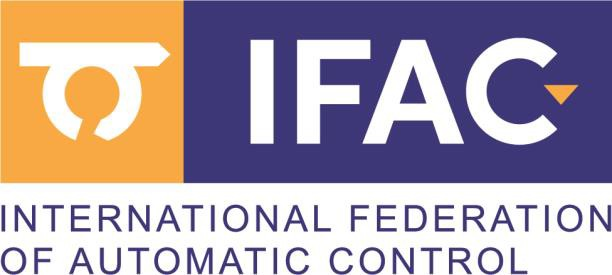 IFAC
INTERNATIONAL FEDERATION
OF AUTOMATIC CONTROL